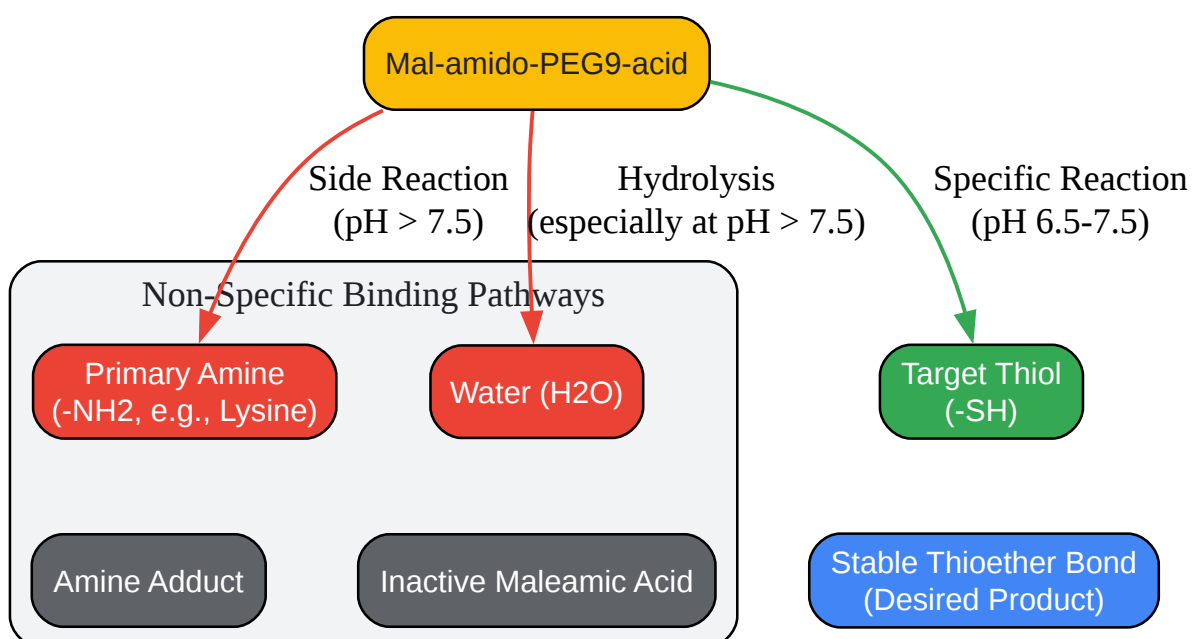 Mal-amido-PEG9-acid
Side Reaction
(pH > 7.5)
Hydrolysis
(especially at pH > 7.5)
Specific Reaction
(pH 6.5-7.5)
Non-Specific Binding Pathways
Primary Amine
(-NH2, e.g., Lysine)
Water (H2O)
Target Thiol
(-SH)
Amine Adduct
Inactive Maleamic Acid
Stable Thioether Bond
(Desired Product)